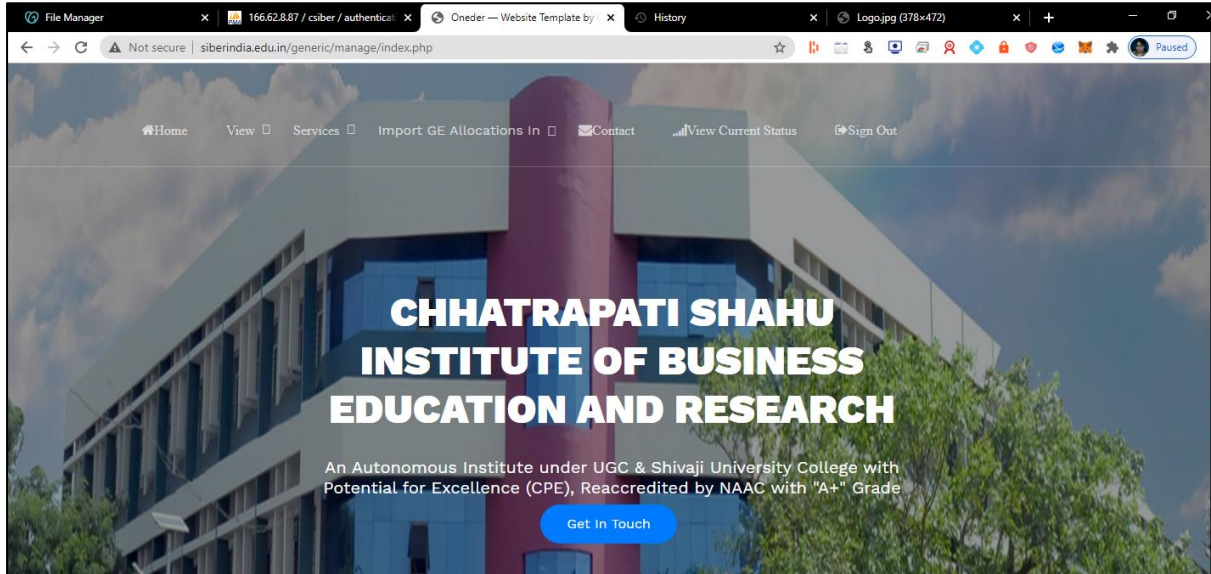 File Manager
166.62.8.87 / csiber / authenticat
Oneder — Website Template by
History
Logo.jpg (378×472)
Not secure | siberindia.edu.in/generic/manage/index.php
Paused
Home View Services Import GE Allocations In Contact View Current Status Sign Out
CHHATRAPATI SHAHU
INSTITUTE OF BUSINESS
EDUCATION AND RESEARCH
An Autonomous Institute under UGC & Shivaji University College with
Potential for Excellence (CPE), Reaccredited by NAAC with "A+" Grade
Get In Touch